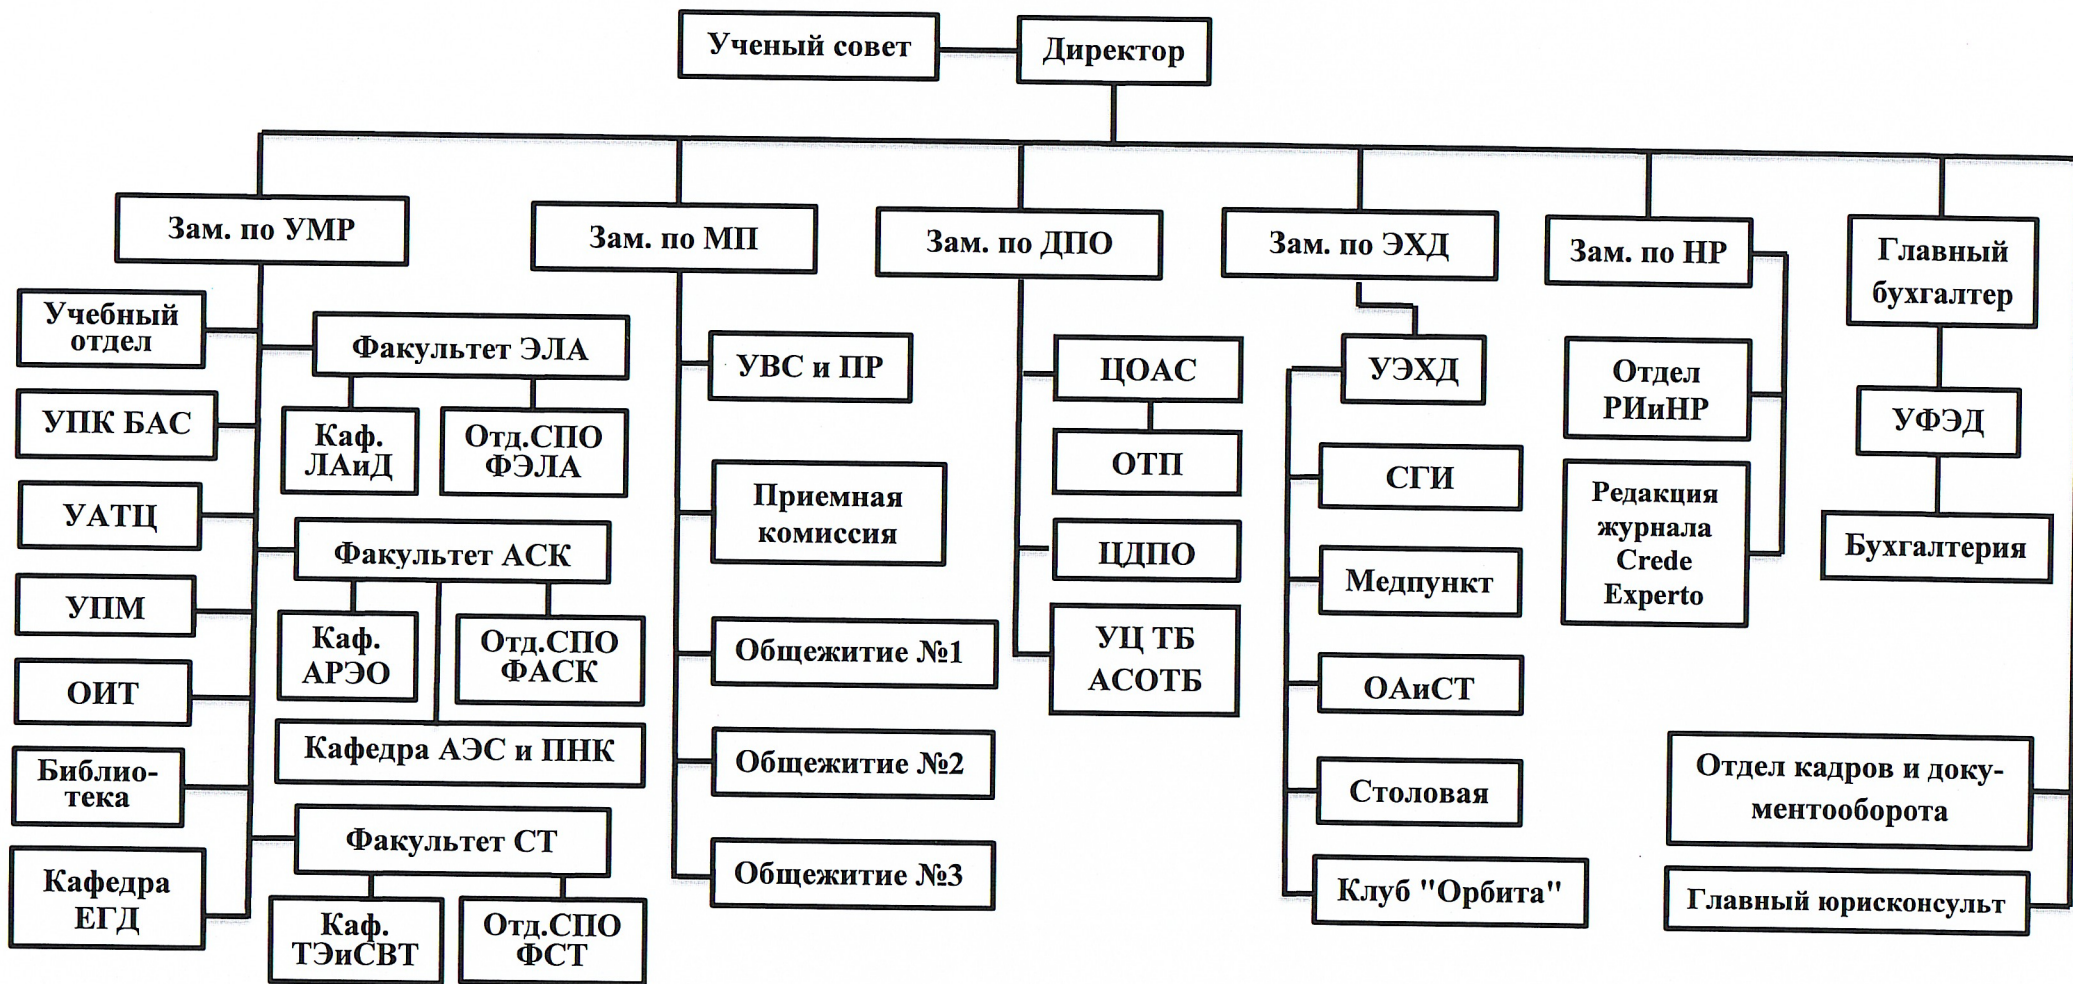 Ученый совет
Директор
Зам. по УМР
Зам. по МП
Зам. по ДПО
Зам. по ЭХД
Зам. по НР
Главный
бухгалтер
Учебный
отдел
УПК БАС
УАТЦ
УПМ
ОИТ
Библио-
тека
Кафедра
ЕГД
Факультет ЭЛА
Каф.
ЛАиД
Отд.СПО
ФЭЛА
Факультет АСК
Каф.
АРЭО
Отд.СПО
ФАСК
Кафедра АЭС и ПНК
Факультет СТ
Каф.
ТЭиСВТ
Отд.СПО
ФСТ
УВС и ПР
Приемная
комиссия
Общежитие №1
Общежитие №2
Общежитие №3
ЦОАС
ОТП
ЦДПО
УЦ ТБ
АСОТБ
УЭХД
СГИ
Медпункт
ОАиСТ
Столовая
Клуб "Орбита"
Отдел
РИиНР
Редакция
журнала
Crede
Experto
УФЭД
Бухгалтерия
Отдел кадров и доку-
ментооборота
Главный юрисконсульт